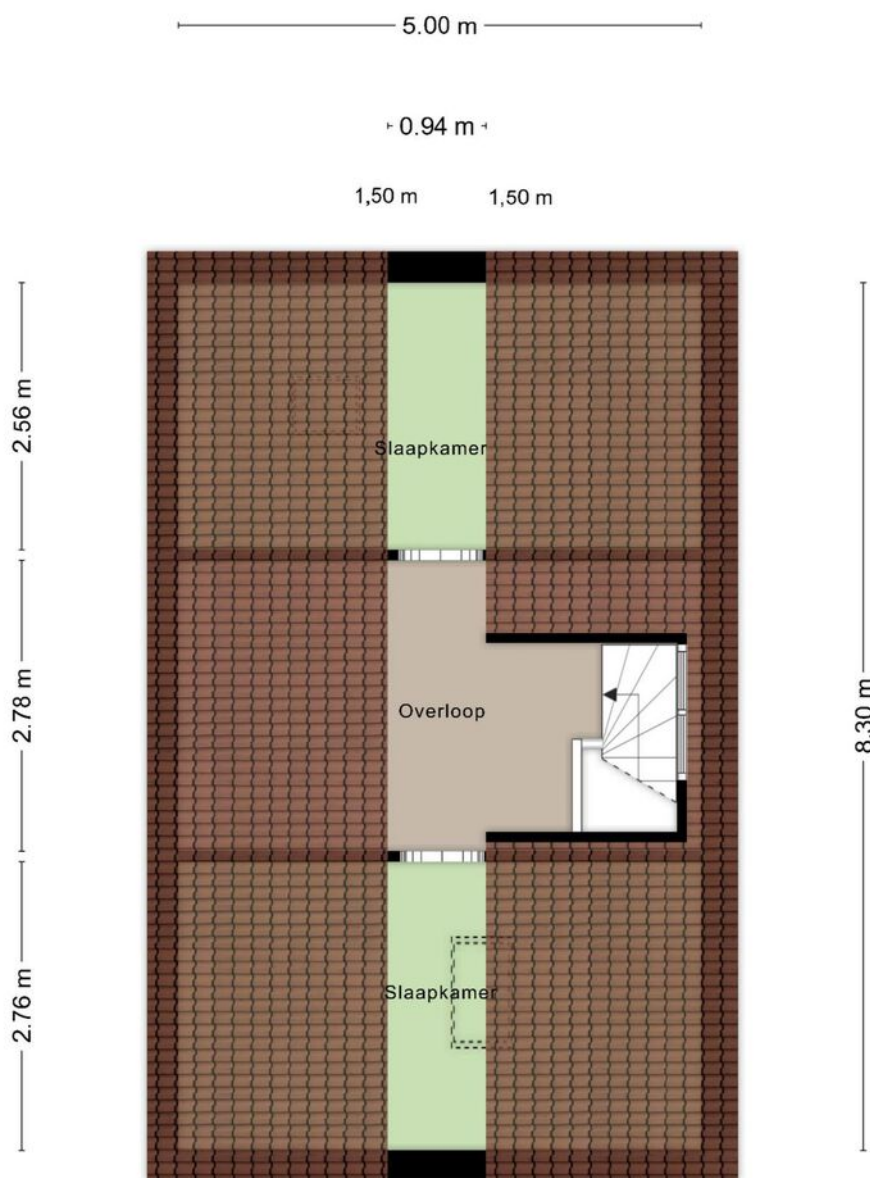 5.00 m
0.94 m
1,50 m 1,50 m
2.56 m
Slaapkamer
2.78 m
Overloop
8.30 m
2.76 m
Slaapkamer